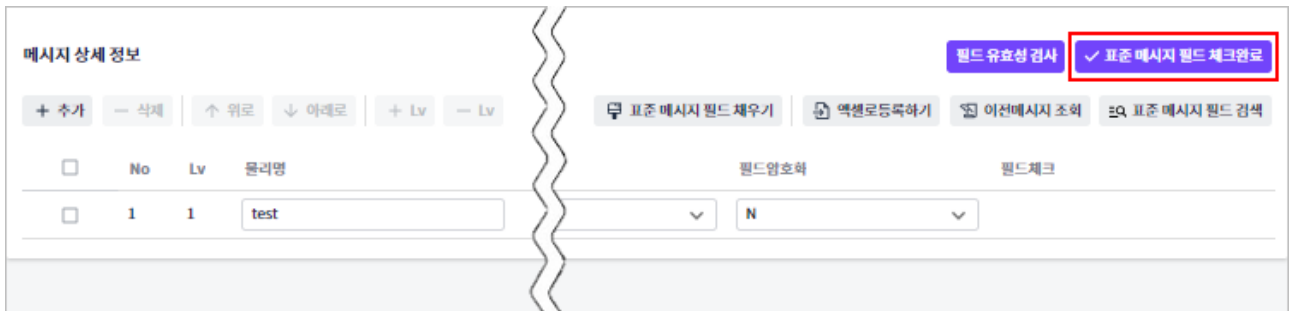 메시지 상세 정보 필드 유효성 검사 ✓ 표준 메시지 필드 체크완료
+ 추가 − 삭제 ↑ 위로 ↓ 아래로 + Lv − Lv 표준 메시지 필드 채우기 엑셀로등록하기 이전메시지 조회 표준 메시지 필드 검색
No Lv 물리명 필드암호화 필드체크
1 1 test N